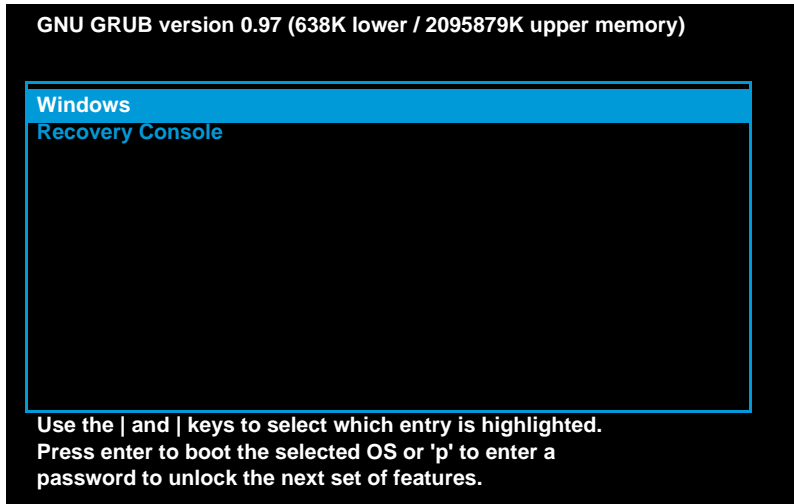 GNU GRUB version 0.97 (638K lower / 2095879K upper memory)
Windows
Recovery Console
Use the | and | keys to select which entry is highlighted.
Press enter to boot the selected OS or 'p' to enter a
password to unlock the next set of features.